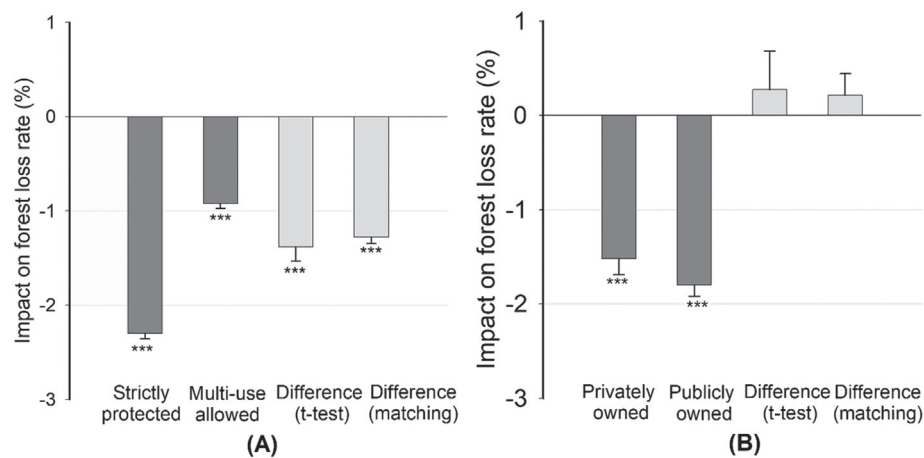 Impact on forest loss rate (%)
1
0
-1
-2
-3
***
***
***
***
Strictly protected
Multi-use allowed
Difference (t-test)
Difference (matching)
(A)
Impact on forest loss rate (%)
1
0
-1
-2
-3
***
***
Privately owned
Publicly owned
Difference (t-test)
Difference (matching)
(B)